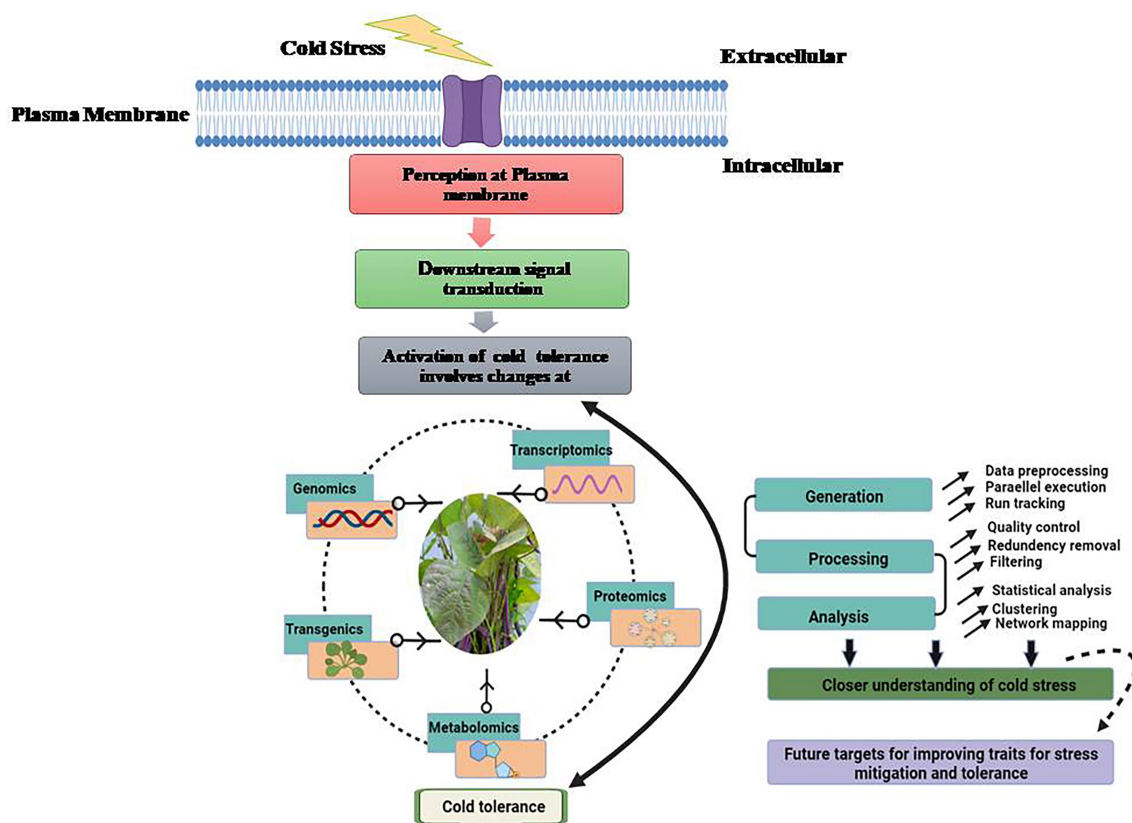 Cold Stress
Extracellular
Plasma Membrane
Intracellular
Perception at Plasma
membrane
Downstream signal
transduction
Activation of cold tolerance
involves changes at
Transcriptomics
Genomics
Proteomics
Transgenics
Metabolomics
Cold tolerance
Generation
Data preprocessing
Paraellel execution
Run tracking
Processing
Quality control
Redundency removal
Filtering
Analysis
Statistical analysis
Clustering
Network mapping
Closer understanding of cold stress
Future targets for improving traits for stress
mitigation and tolerance